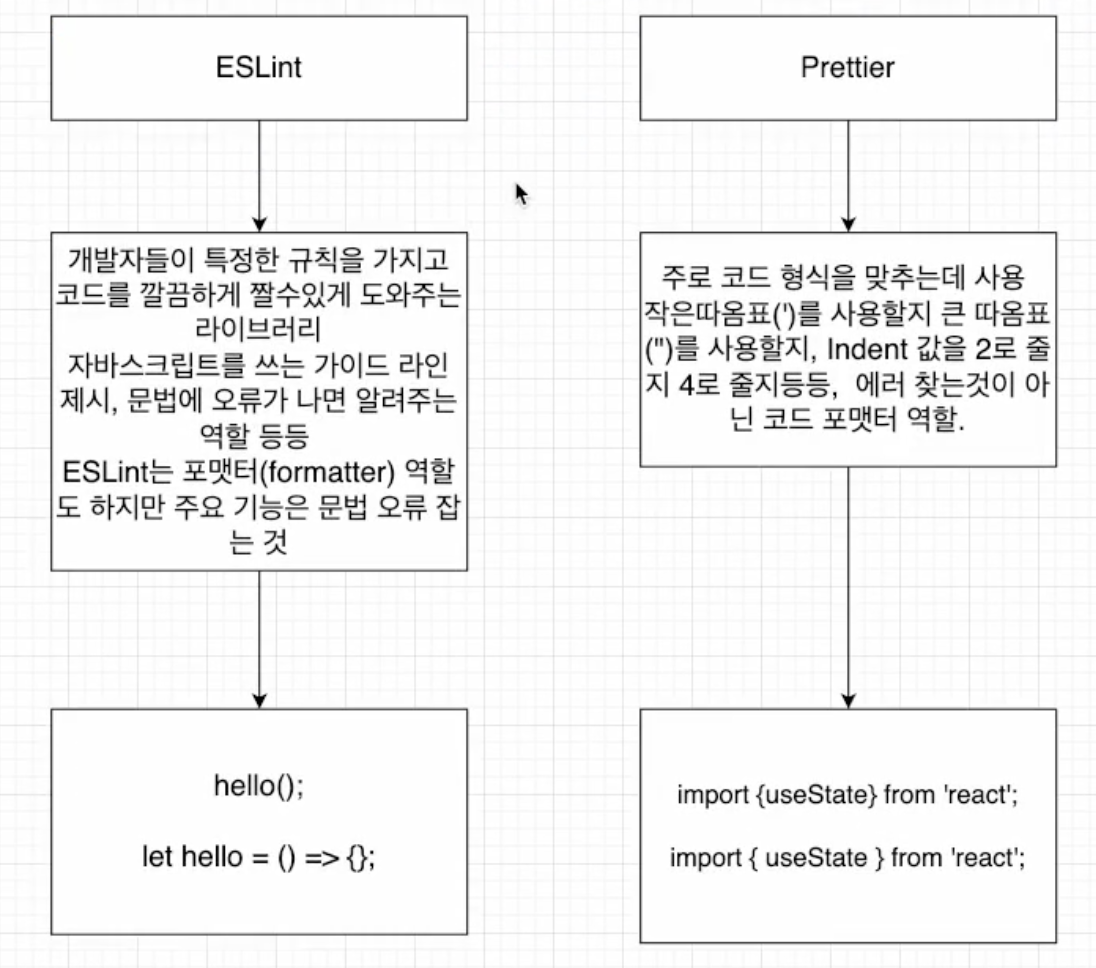 ESLint
개발자들이 특정한 규칙을 가지고
코드를 깔끔하게 짤수있게 도와주는
라이브러리
자바스크립트를 쓰는 가이드 라인
제시, 문법에 오류가 나면 알려주는
역할 등등
ESLint는 포맷터(formatter) 역할
도 하지만 주요 기능은 문법 오류 잡
는 것
hello();
let hello = () => {};
Prettier
주로 코드 형식을 맞추는데 사용
작은따옴표(')를 사용할지 큰 따옴표
(")를 사용할지, Indent 값을 2로 줄
지 4로 줄지등등, 에러 찾는것이 아
닌 코드 포맷터 역할.
import {useState} from 'react';
import { useState } from 'react';